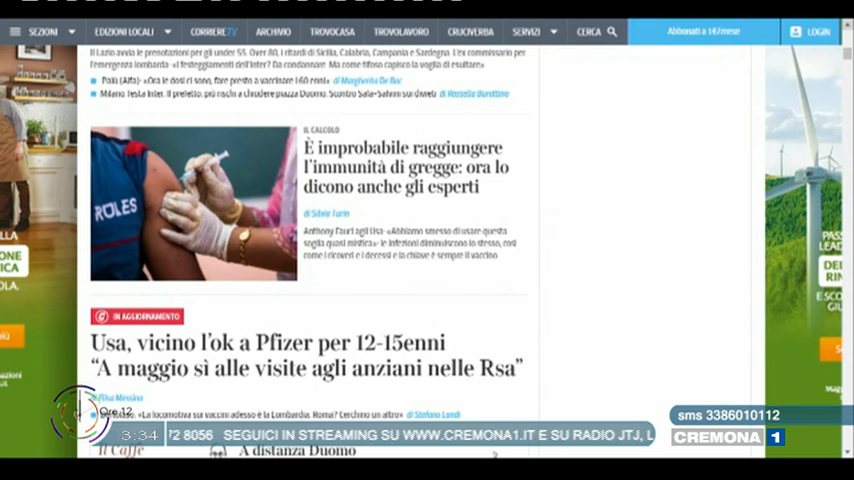 SEZIONI EDIZIONI LOCALI CORRIERETV ARCHIVIO TROVOCASA TROVOLAVORO CRUCIVERBA SERVIZI CERCA Abbonati a 1€/mese LOGIN
Il Lazio avvia le prenotazioni per gli under 55. Over 80, i ritardi di Sicilia, Calabria, Campania e Sardegna. L'ex commissario per
l'emergenza lombarda: «I festeggiamenti dell'Inter? Da condannare. Ma come tifoso capisco la voglia di esultare»
(Aifa): «Ora le dosi ci sono, fare presto a vaccinare i 60enni» di Margherita De Bac
Milano, festa Inter. Il prefetto: più rischi a chiudere piazza Duomo. Scontro Sala-Salvini sui divieti di Rossella Burattino
IL CALCOLO
È improbabile raggiungere
l'immunità di gregge: ora lo
dicono anche gli esperti
di Silvia Turin
Anthony Fauci agli Usa: «Abbiamo smesso di usare questa
soglia quasi mistica»: le infezioni diminuiscono lo stesso, così
come i ricoveri e i decessi e la chiave è sempre il vaccino
ROLES
IN AGGIORNAMENTO
Usa, vicino l'ok a Pfizer per 12-15enni
“A maggio sì alle visite agli anziani nelle Rsa”
di Elisa Messina
«La locomotiva sui vaccini adesso è la Lombardia. Roma? Cerchino un altro» di Stefano Landi
Ore 12
sms 3386010112
3:34 72 8056 SEGUICI IN STREAMING SU WWW.CREMONA1.IT E SU RADIO JTJ, L
CREMONA 1
Il Caffè A distanza Duomo